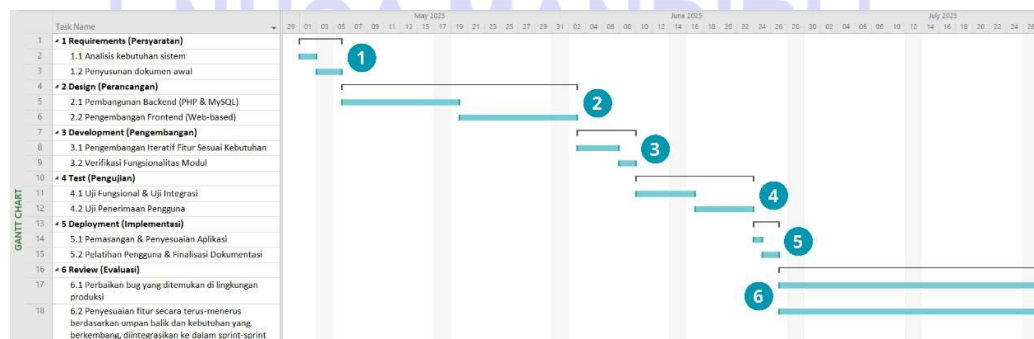 NUSA MANDIRI
May 2025 June 2025 July 2025
Task Name 29 01 03 05 07 09 11 13 15 17 19 21 23 25 27 29 31 02 04 06 08 10 12 14 16 18 20 22 24 26 28 30 02 04 06 08 10 12 14 16 18 20 22 24 26
1 1 Requirements (Persyaratan)
2 1.1 Analisis kebutuhan sistem 1
3 1.2 Penyusunan dokumen awal
4 2 Design (Perancangan)
5 2.1 Pembangunan Backend (PHP & MySQL) 2
6 2.2 Pengembangan Frontend (Web-based)
7 3 Development (Pengembangan)
8 3.1 Pengembangan Iteratif Fitur Sesuai Kebutuhan 3
9 3.2 Verifikasi Fungsionalitas Modul
10 4 Test (Pengujian)
11 4.1 Uji Fungsional & Uji Integrasi 4
12 4.2 Uji Penerimaan Pengguna
13 5 Deployment (Implementasi)
14 5.1 Pemasangan & Penyesuaian Aplikasi 5
15 5.2 Pelatihan Pengguna & Finalisasi Dokumentasi
16 6 Review (Evaluasi)
17 6.1 Perbaikan bug yang ditemukan di lingkungan
produksi 6
18 6.2 Penyesuaian fitur secara terus-menerus
berdasarkan umpan balik dan kebutuhan yang
berkembang, diintegrasikan ke dalam sprint-sprint
GANTT CHART